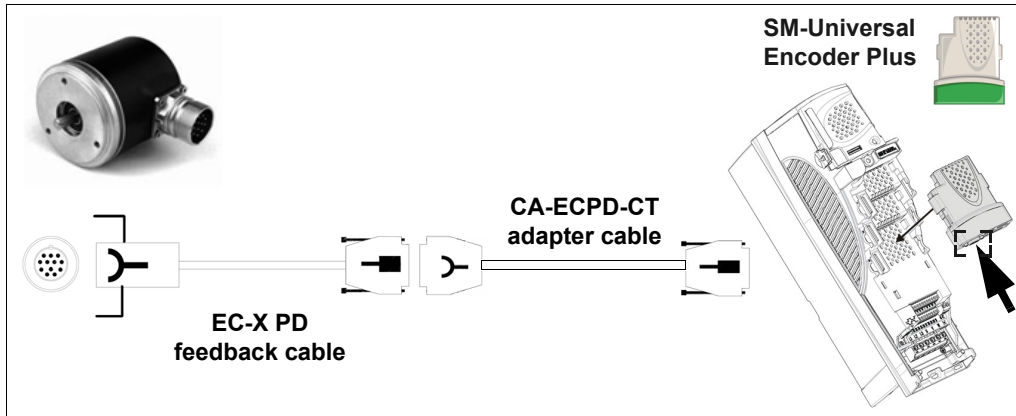 SM-Universal
Encoder Plus
CA-ECPD-CT
adapter cable
EC-X PD
feedback cable